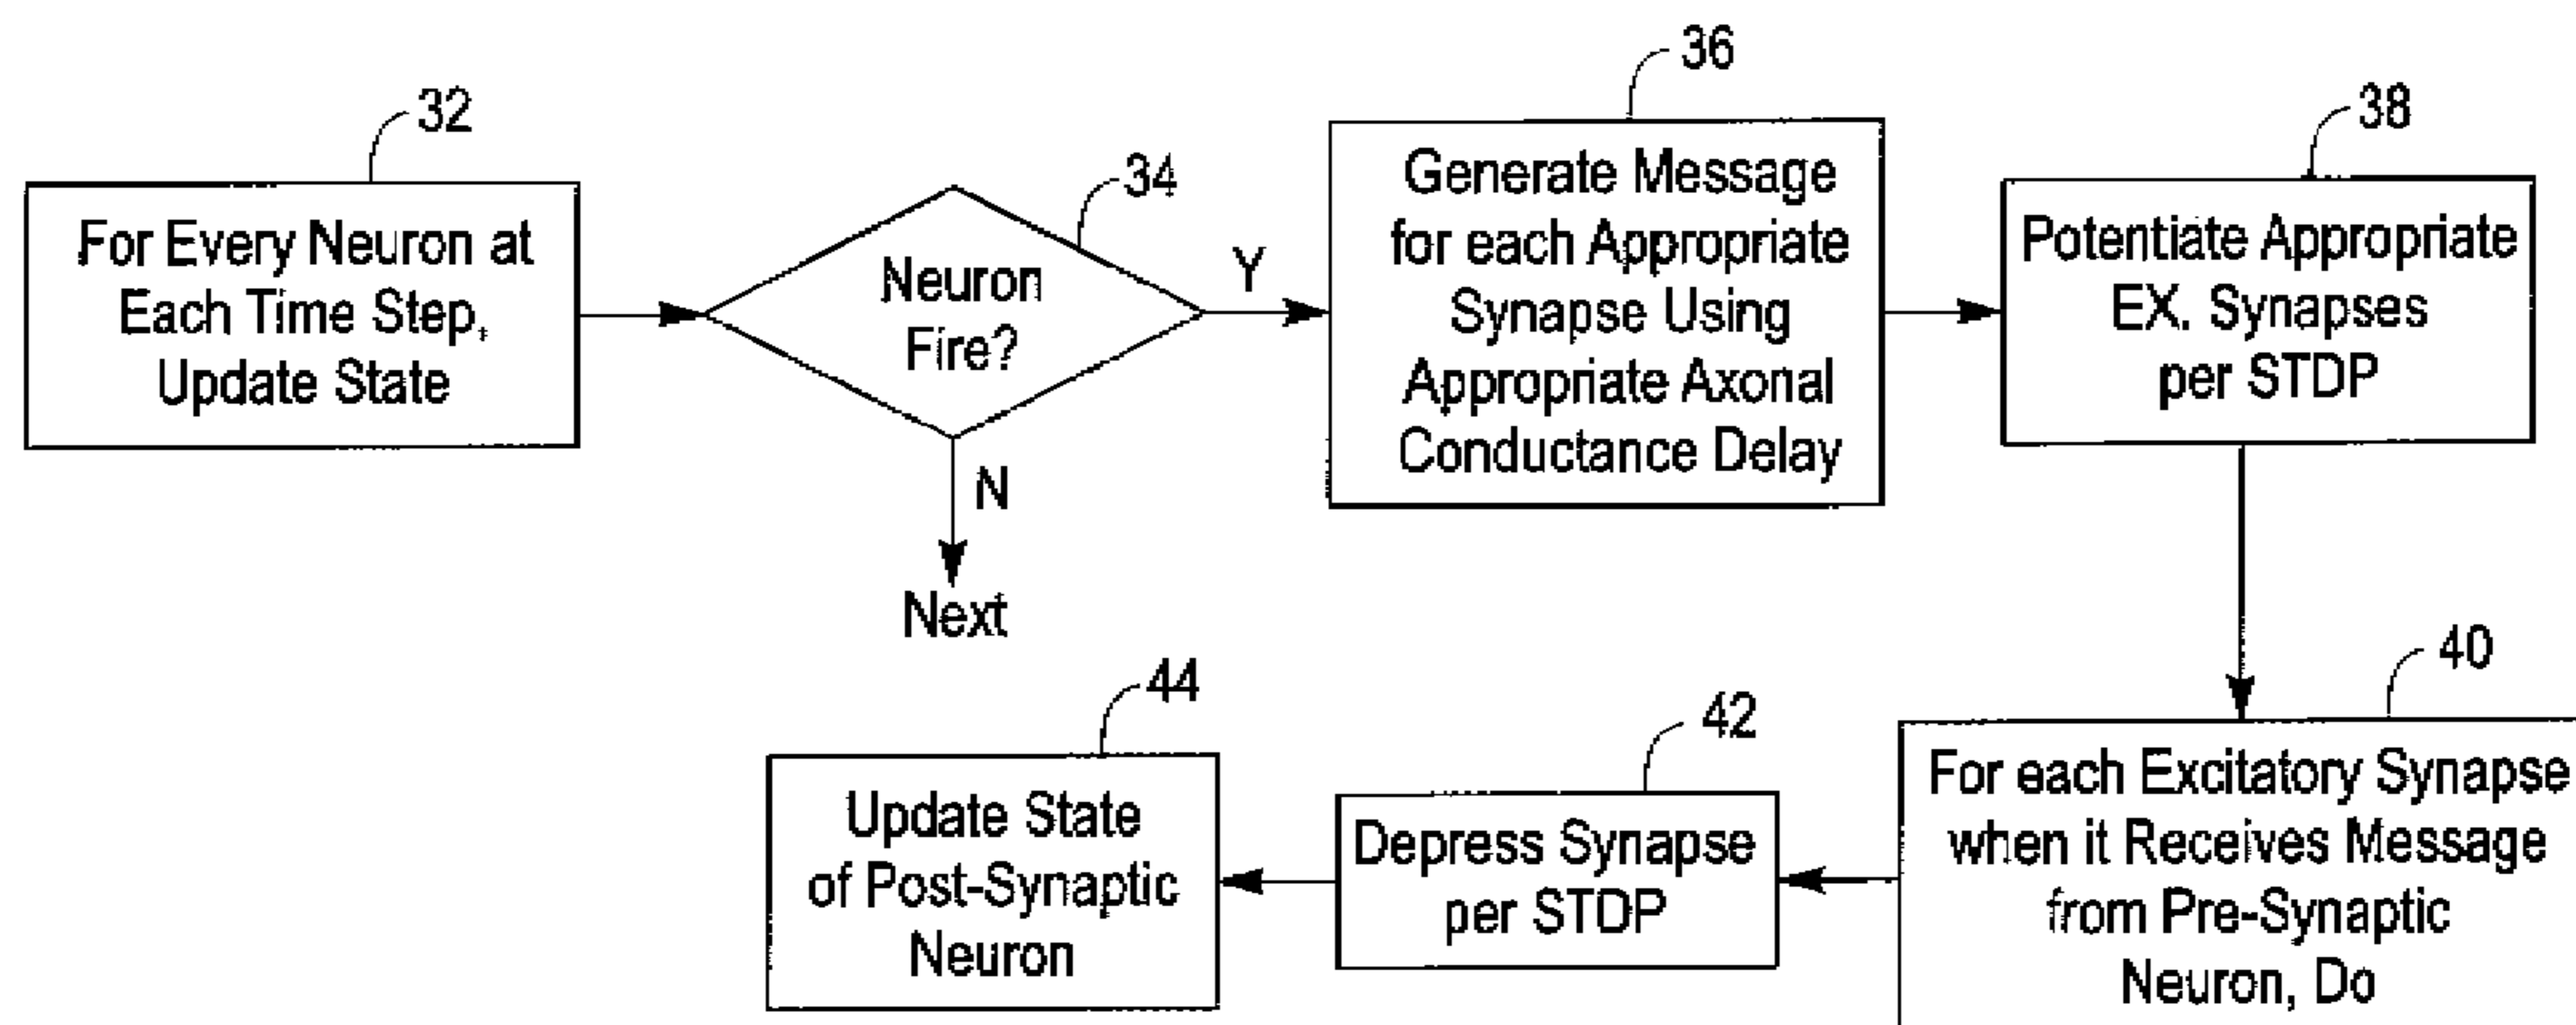 32
For Every Neuron at
Each Time Step,
Update State
34
Neuron
Fire?
Y
N
Next
36
Generate Message
for each Appropriate
Synapse Using
Appropriate Axonal
Conductance Delay
38
Potentiate Appropriate
EX. Synapses
per STDP
40
For each Excitatory Synapse
when it Receives Message
from Pre-Synaptic
Neuron, Do
42
Depress Synapse
per STDP
44
Update State
of Post-Synaptic
Neuron